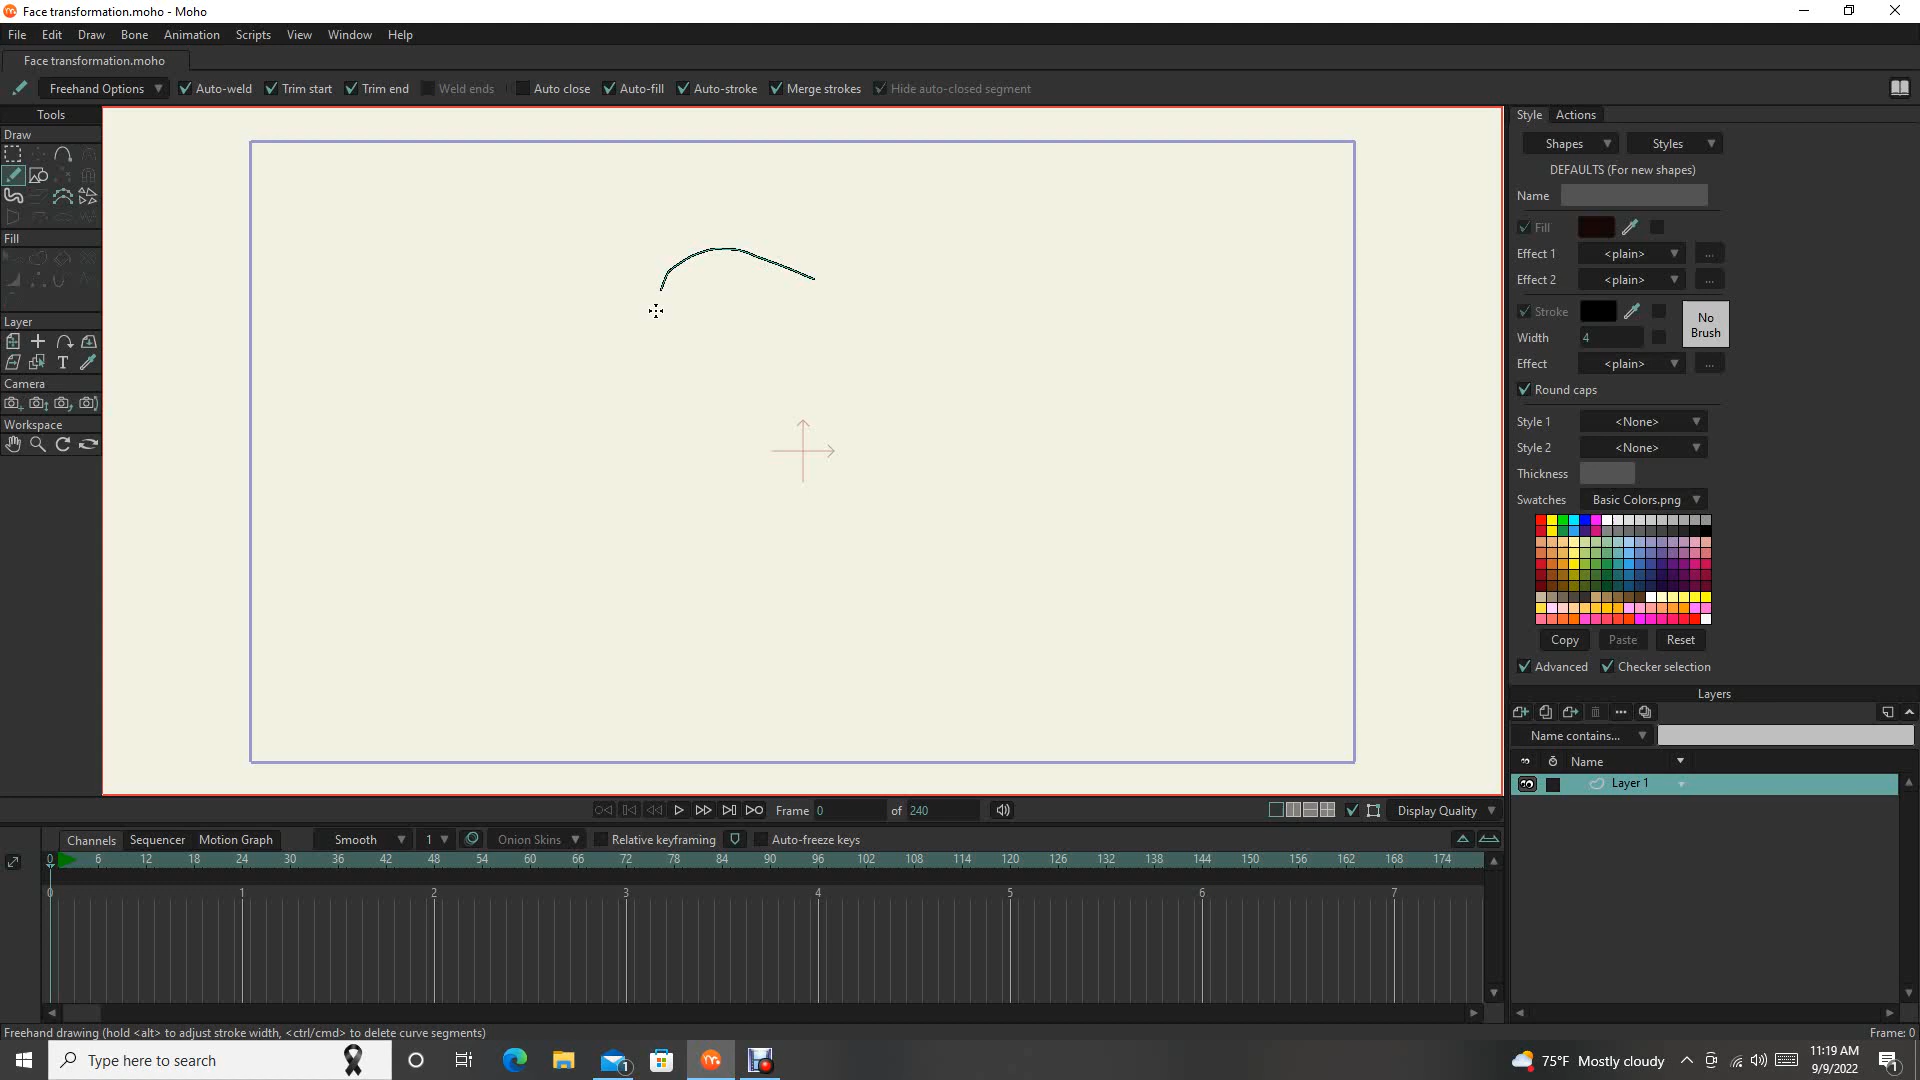 Face transformation.moho - Moho
File Edit Draw Bone Animation Scripts View Window Help
Face transformation.moho
Freehand Options Auto-weld Trim start Trim end Weld ends Auto close Auto-fill Auto-stroke Merge strokes Hide auto-closed segment
Tools
Draw
Fill
Layer
Camera
Workspace
Style Actions
Shapes Styles
DEFAULTS (For new shapes)
Name
Fill
Effect 1 <plain> ...
Effect 2 <plain> ...
Stroke
No
Brush
Width 4
Effect <plain> ...
Round caps
Style 1 <None>
Style 2 <None>
Thickness
Swatches Basic Colors.png
Copy Paste Reset
Advanced Checker selection
Layers
Name contains...
Name
Layer 1
Frame 0 of 240 Display Quality
Channels Sequencer Motion Graph Smooth 1 Onion Skins Relative keyframing Auto-freeze keys
0 6 12 18 24 30 36 42 48 54 60 66 72 78 84 90 96 102 108 114 120 126 132 138 144 150 156 162 168 174
0 1 2 3 4 5 6 7
Freehand drawing (hold <alt> to adjust stroke width, <ctrl/cmd> to delete curve segments) Frame: 0
Type here to search 1 75°F Mostly cloudy 11:19 AM
9/9/2022 1